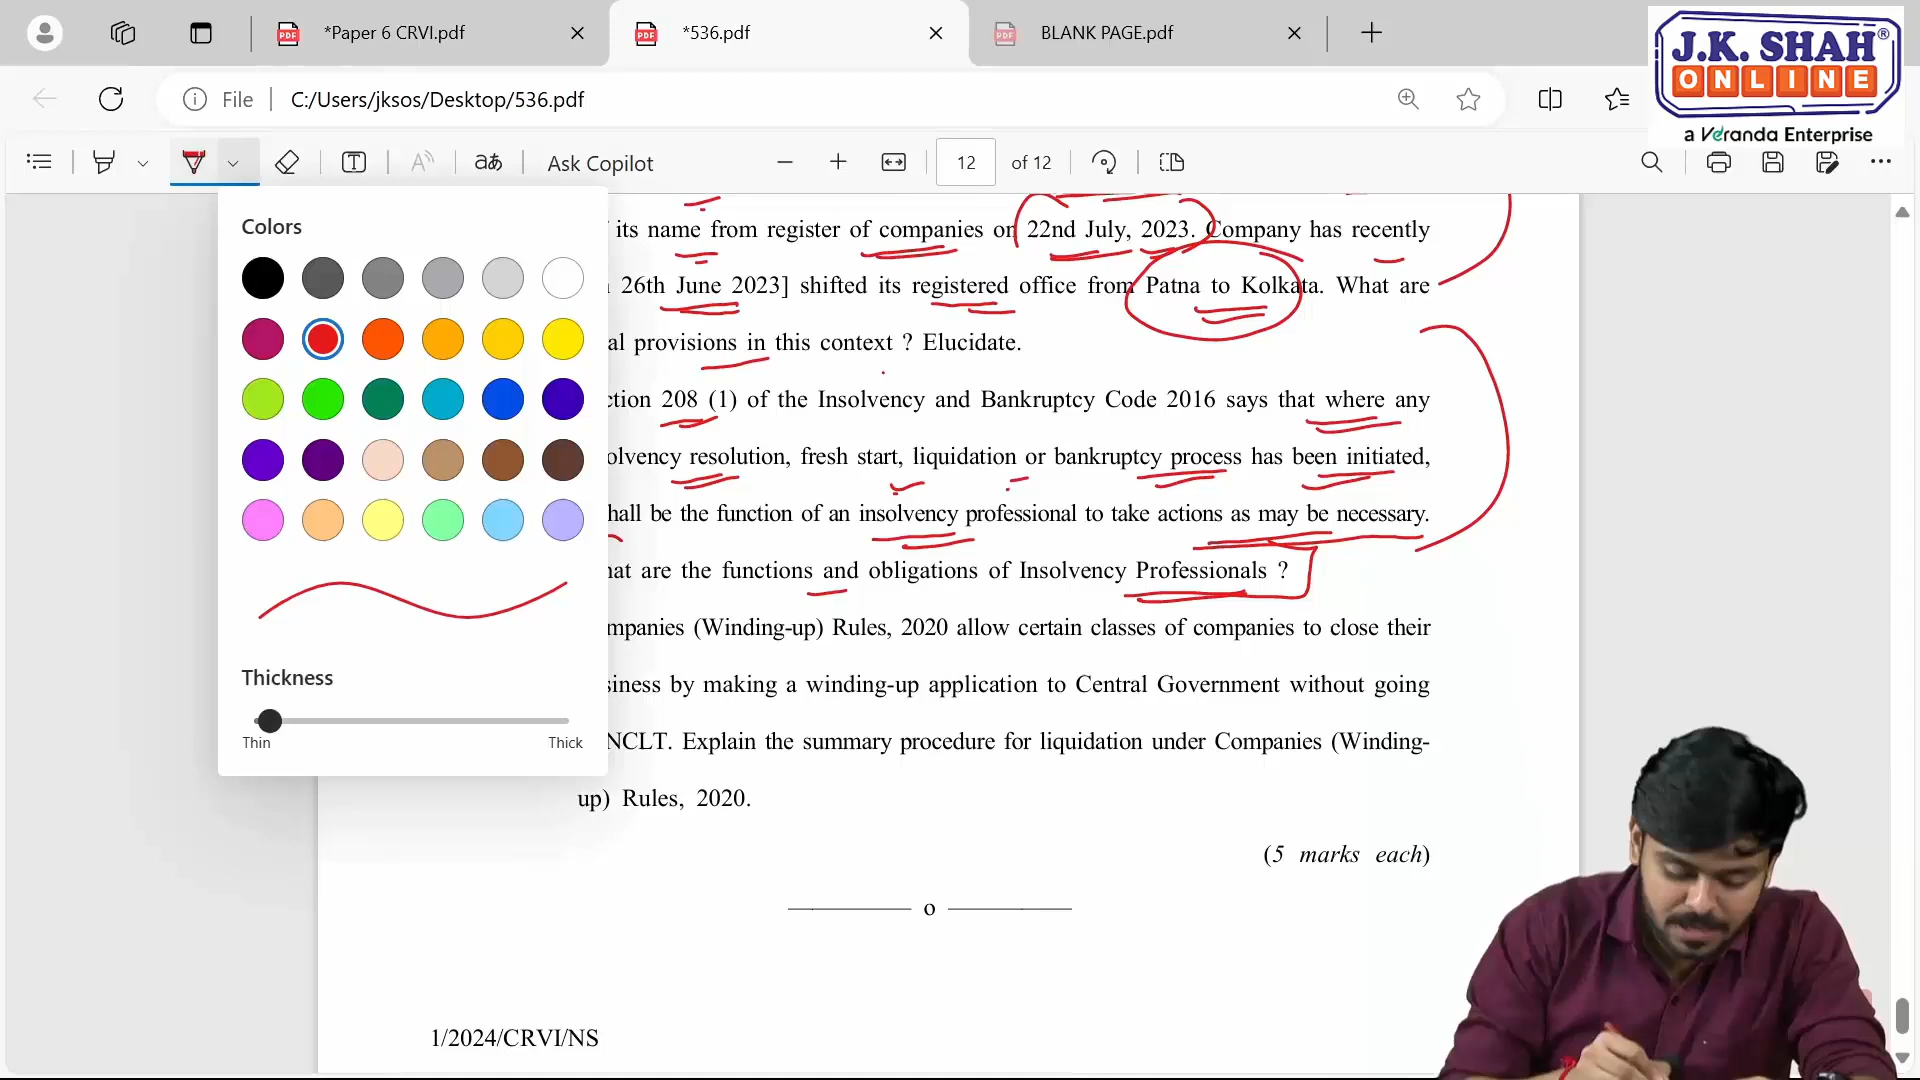 *Paper 6 CRVI.pdf
*536.pdf
BLANK PAGE.pdf
J.K. SHAH®
ONLINE
a Veranda Enterprise
File
C:/Users/jksos/Desktop/536.pdf
aあ
Ask Copilot
12 of 12
Colors
Thickness
Thin
Thick
its name from register of companies on 22nd July, 2023. Company has recently
26th June 2023] shifted its registered office from Patna to Kolkata. What are
al provisions in this context ? Elucidate.
ction 208 (1) of the Insolvency and Bankruptcy Code 2016 says that where any
olvency resolution, fresh start, liquidation or bankruptcy process has been initiated,
hall be the function of an insolvency professional to take actions as may be necessary.
hat are the functions and obligations of Insolvency Professionals ?
mpanies (Winding-up) Rules, 2020 allow certain classes of companies to close their
siness by making a winding-up application to Central Government without going
NCLT. Explain the summary procedure for liquidation under Companies (Winding-
up) Rules, 2020.
(5 marks each)
o
1/2024/CRVI/NS